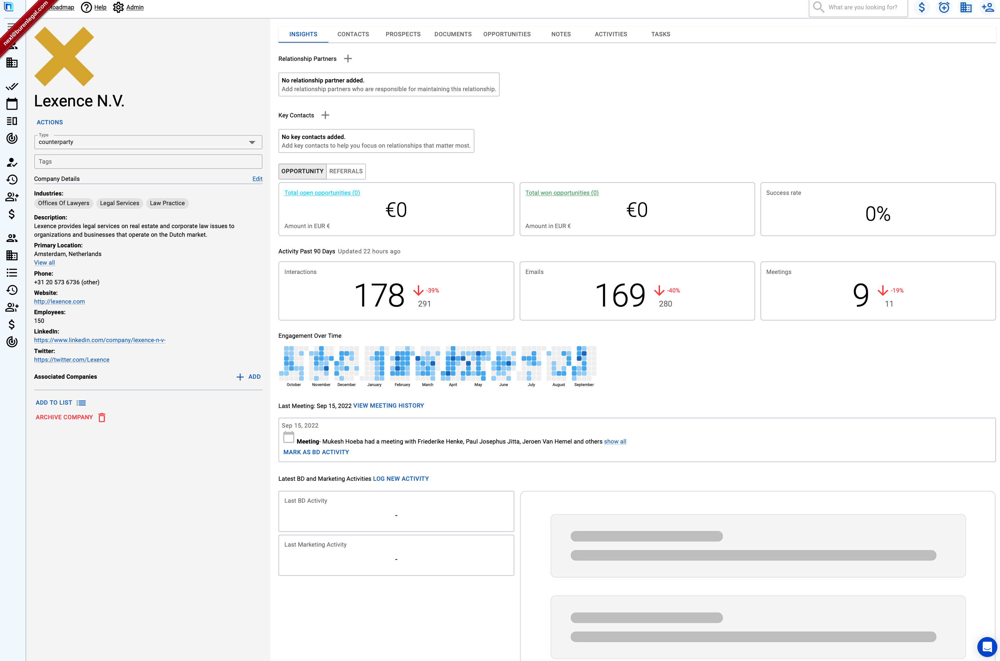 nexl@burenlegal.com
Roadmap Help Admin
What are you looking for?
Lexence N.V.
ACTIONS
Type
counterparty
Tags
Company Details Edit
Industries:
Offices Of Lawyers Legal Services Law Practice
Description:
Lexence provides legal services on real estate and corporate law issues to
organizations and businesses that operate on the Dutch market.
Primary Location:
Amsterdam, Netherlands
View all
Phone:
+31 20 573 6736 (other)
Website:
http://lexence.com
Employees:
150
LinkedIn:
https://www.linkedin.com/company/lexence-n-v-
Twitter:
https://twitter.com/Lexence
Associated Companies ADD
ADD TO LIST
ARCHIVE COMPANY
INSIGHTS CONTACTS PROSPECTS DOCUMENTS OPPORTUNITIES NOTES ACTIVITIES TASKS
Relationship Partners
No relationship partner added.
Add relationship partners who are responsible for maintaining this relationship.
Key Contacts
No key contacts added.
Add key contacts to help you focus on relationships that matter most.
OPPORTUNITY REFERRALS
Total open opportunities (0)
€0
Amount in EUR €
Total won opportunities (0)
€0
Amount in EUR €
Success rate
0%
Activity Past 90 Days Updated 22 hours ago
Interactions
178 -39%
291
Emails
169 -40%
280
Meetings
9 -19%
11
Engagement Over Time
October November December January February March April May June July August September
Last Meeting: Sep 15, 2022 VIEW MEETING HISTORY
Sep 15, 2022
Meeting- Mukesh Hoeba had a meeting with Friederike Henke, Paul Josephus Jitta, Jeroen Van Hemel and others show all
MARK AS BD ACTIVITY
Latest BD and Marketing Activities LOG NEW ACTIVITY
Last BD Activity
-
Last Marketing Activity
-